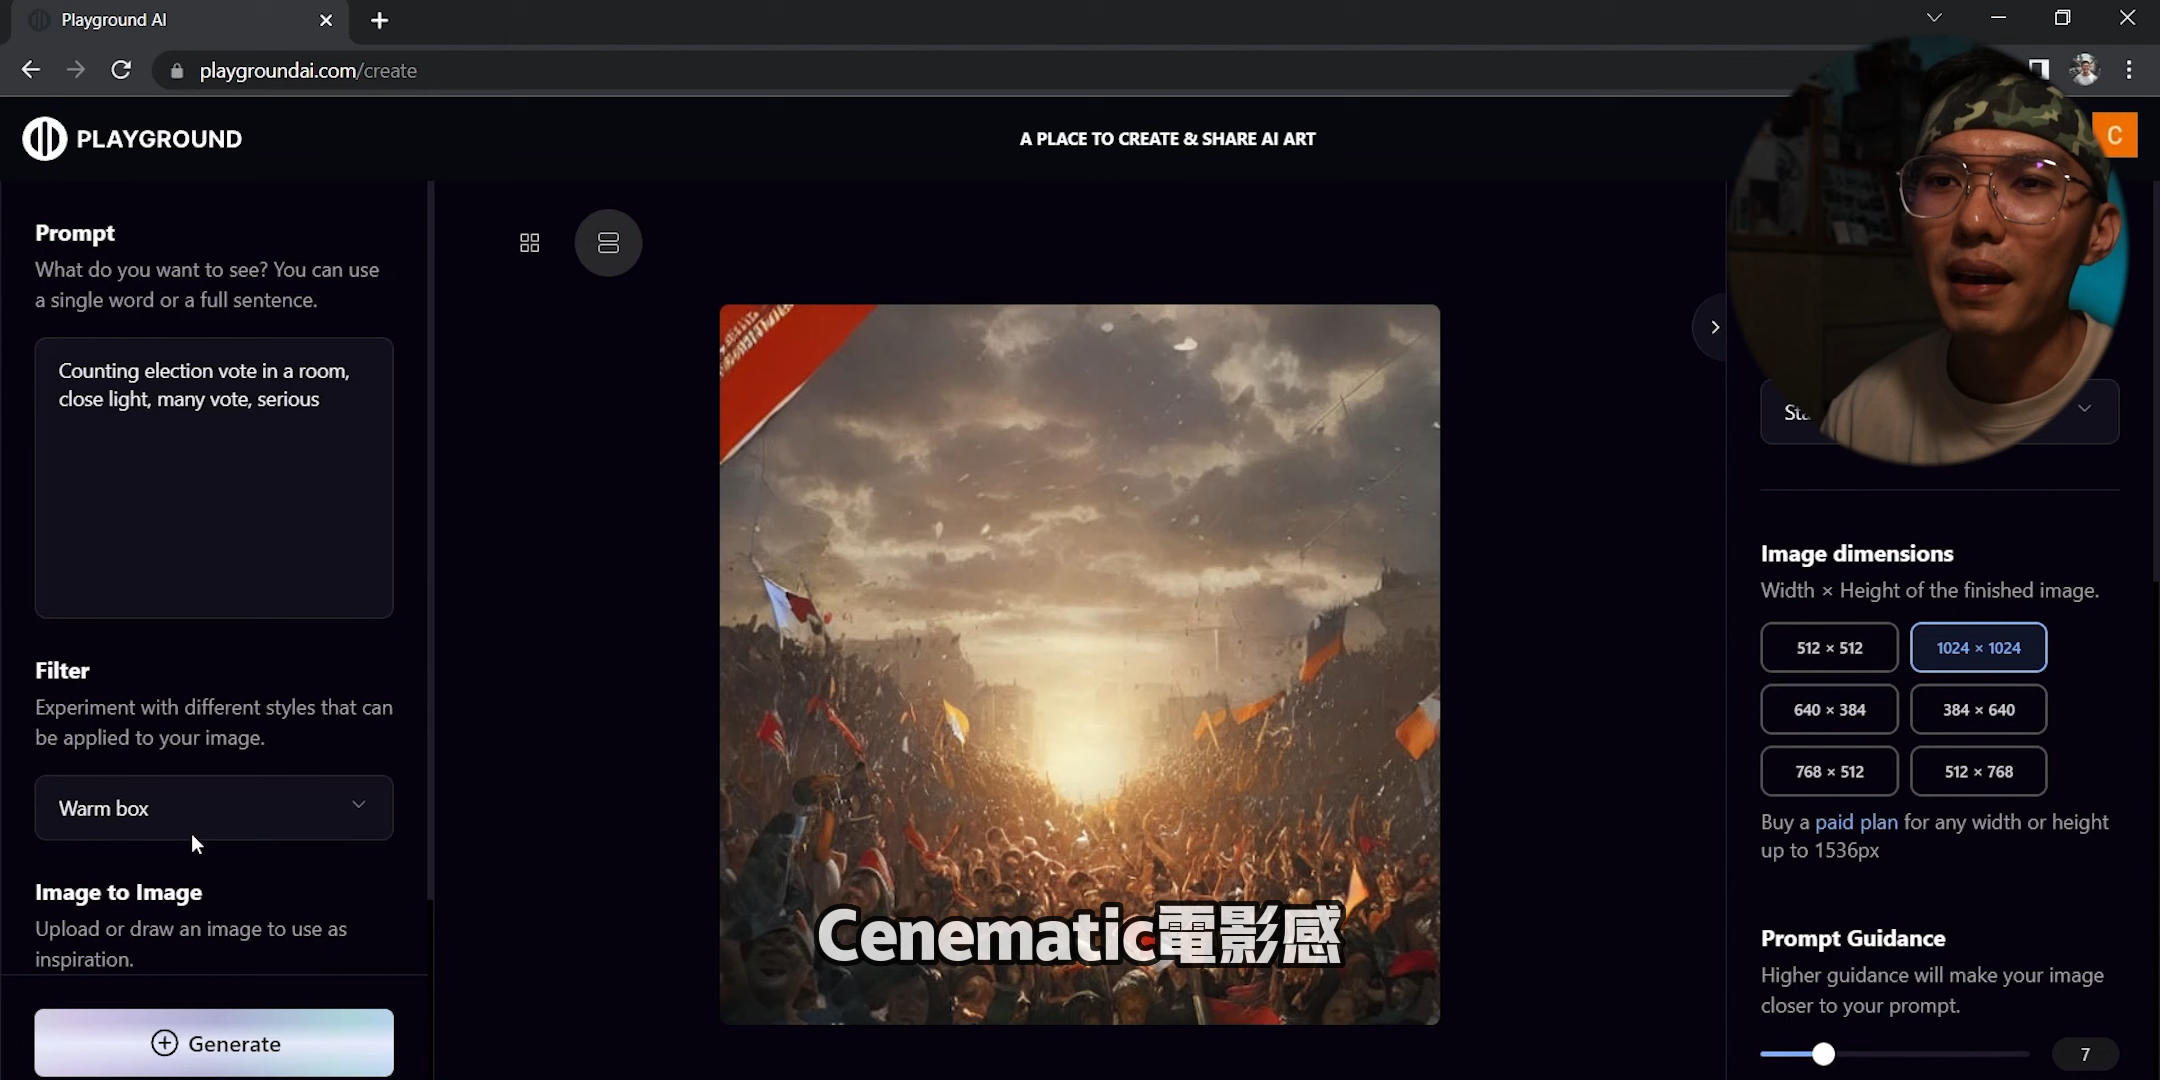 Playground AI
playgroundai.com/create
PLAYGROUND
A PLACE TO CREATE & SHARE AI ART
C
Prompt
What do you want to see? You can use
a single word or a full sentence.
Counting election vote in a room,
close light, many vote, serious
Filter
Experiment with different styles that can
be applied to your image.
Warm box
Image to Image
Upload or draw an image to use as
inspiration.
Generate
Cenematic電影感
Image dimensions
Width × Height of the finished image.
512 × 512
1024 × 1024
640 × 384
384 × 640
768 × 512
512 × 768
Buy a paid plan for any width or height
up to 1536px
Prompt Guidance
Higher guidance will make your image
closer to your prompt.
7